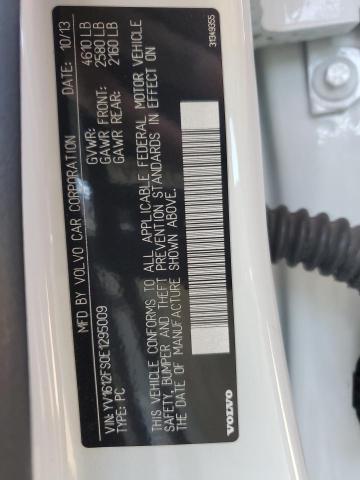 MFD. BY VOLVO CAR CORPORATION DATE: 10/13
GVWR: 4610 LB
GAWR FRONT: 2580 LB
GAWR REAR: 2160 LB
VIN: YV1612FS0E1295009
TYPE: PC
THIS VEHICLE CONFORMS TO ALL APPLICABLE FEDERAL MOTOR VEHICLE
SAFETY, BUMPER AND THEFT PREVENTION STANDARDS IN EFFECT ON
THE DATE OF MANUFACTURE SHOWN ABOVE.
VOLVO
31349355